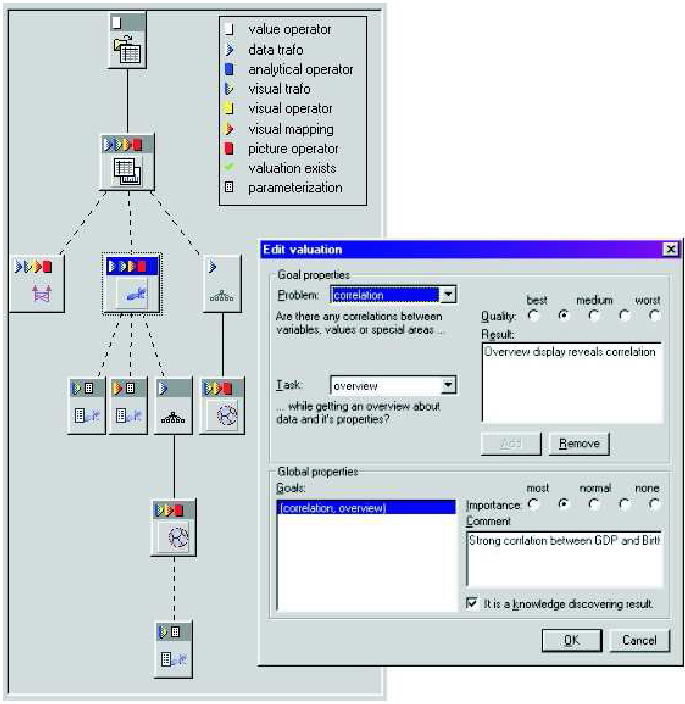 value operator
data trafo
analytical operator
visual trafo
visual operator
visual mapping
picture operator
valuation exists
parameterization
Edit valuation
Goal properties
Problem: correlation
Are there any correlations between
variables, values or special areas ...
Task: overview
... while getting an overview about
data and it's properties?
best medium worst
Quality:
Result:
Overview display reveals correlation
Add Remove
Global properties
Goals:
(correlation, overview)
most normal none
Importance:
Comment
Strong corrlation between GDP and Birth
It is a knowledge discovering result.
OK Cancel